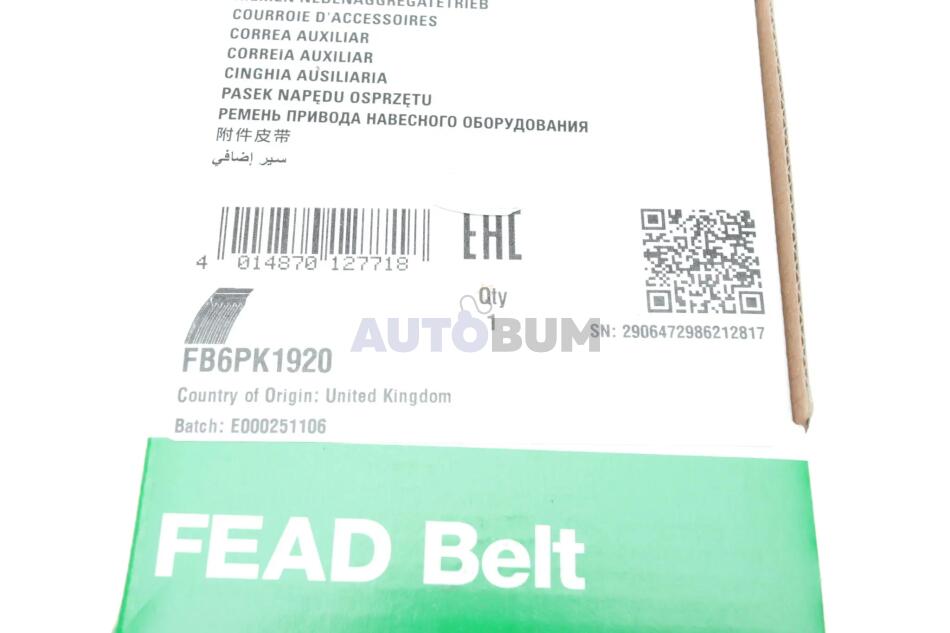 RIEMEN NEBENAGGREGATETRIEB
COURROIE D'ACCESSOIRES
CORREA AUXILIAR
CORREIA AUXILIAR
CINGHIA AUSILIARIA
PASEK NAPĘDU OSPRZĘTU
РЕМЕНЬ ПРИВОДА НАВЕСНОГО ОБОРУДОВАНИЯ
附件皮带
سير إضافي
4 014870 127718
EAC
Qty
1
AUTOBUM
SN: 2906472986212817
FB6PK1920
Country of Origin: United Kingdom
Batch: E000251106
FEAD Belt